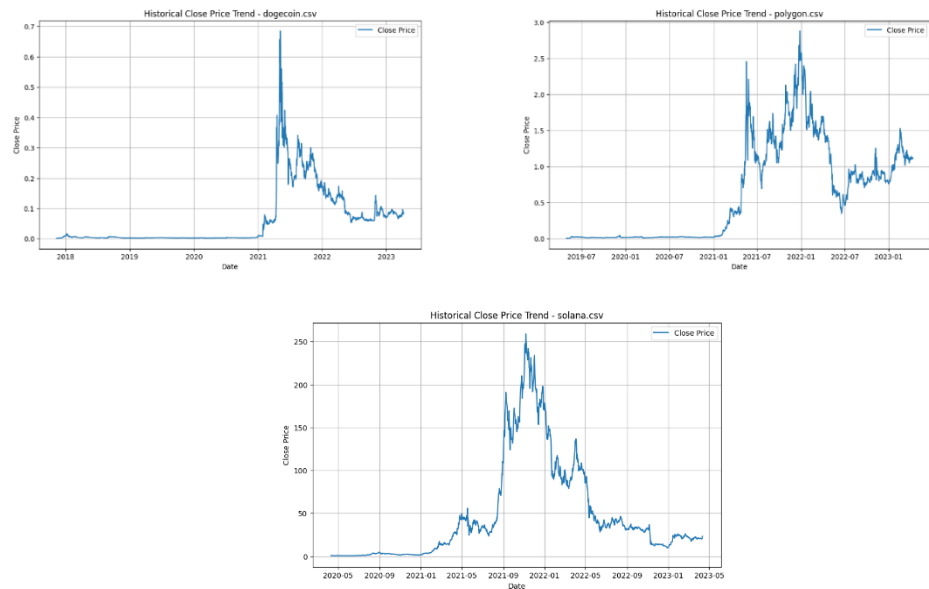 Historical Close Price Trend - dogecoin.csv
0.7
0.6
0.5
0.4
0.3
0.2
0.1
0.0
Close Price
Close Price
2018 2019 2020 2021 2022 2023
Date
Historical Close Price Trend - polygon.csv
3.0
2.5
2.0
1.5
1.0
0.5
0.0
Close Price
Close Price
2019-07 2020-01 2020-07 2021-01 2021-07 2022-01 2022-07 2023-01
Date
Historical Close Price Trend - solana.csv
250
200
150
100
50
0
Close Price
Close Price
2020-05 2020-09 2021-01 2021-05 2021-09 2022-01 2022-05 2022-09 2023-01 2023-05
Date